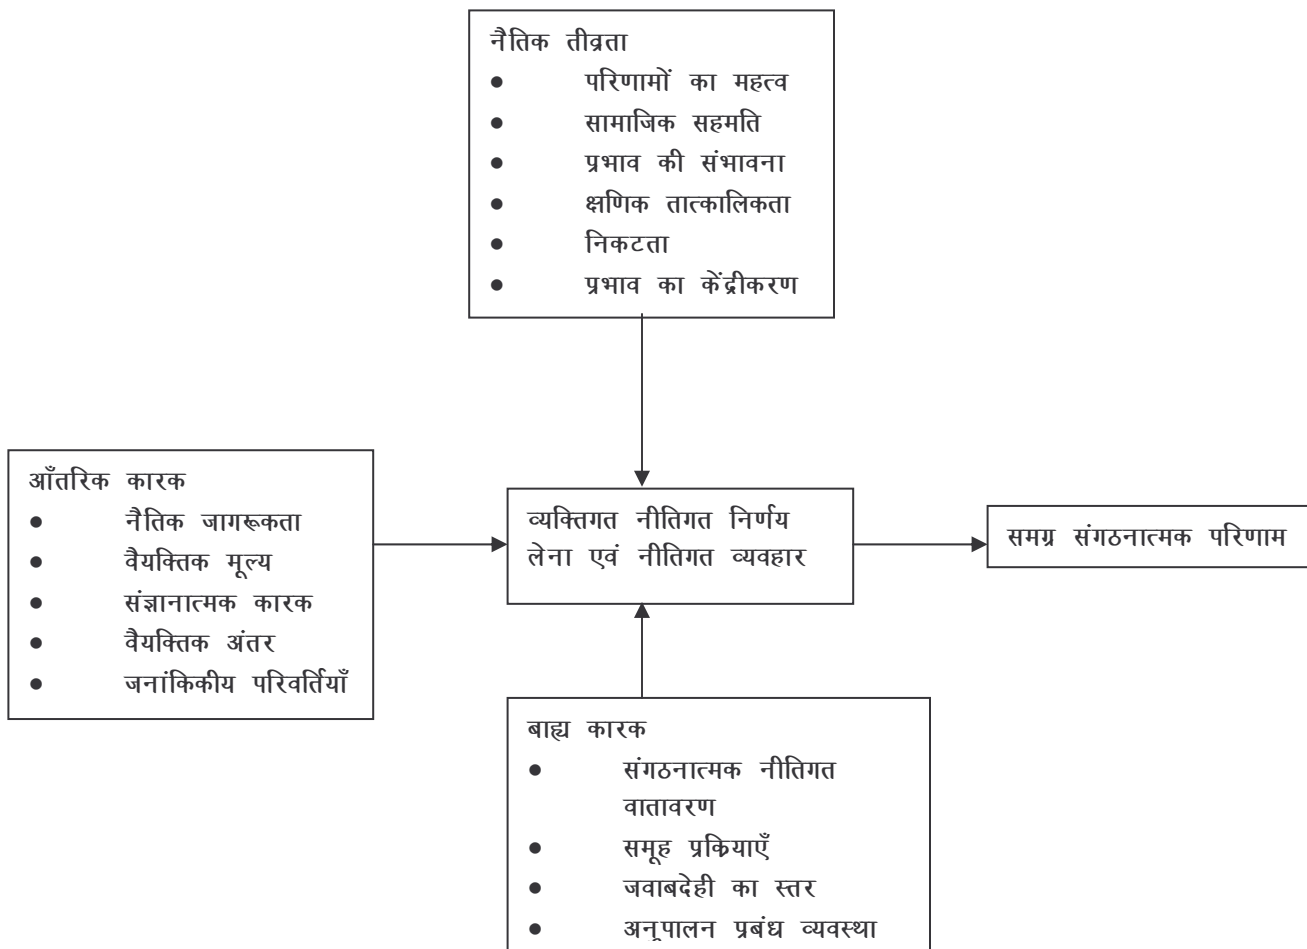 नैतिक तीव्रता
● परिणामों का महत्व
● सामाजिक सहमति
● प्रभाव की संभावना
● क्षणिक तात्कालिकता
● निकटता
● प्रभाव का केंद्रीकरण
आँतरिक कारक
● नैतिक जागरूकता
● वैयक्तिक मूल्य
● संज्ञानात्मक कारक
● वैयक्तिक अंतर
● जनांकिकीय परिवर्तियाँ
व्यक्तिगत नीतिगत निर्णय
लेना एवं नीतिगत व्यवहार
समग्र संगठनात्मक परिणाम
बाह्य कारक
● संगठनात्मक नीतिगत
वातावरण
● समूह प्रक्रियाएँ
● जवाबदेही का स्तर
● अनुपालन प्रबंध व्यवस्था